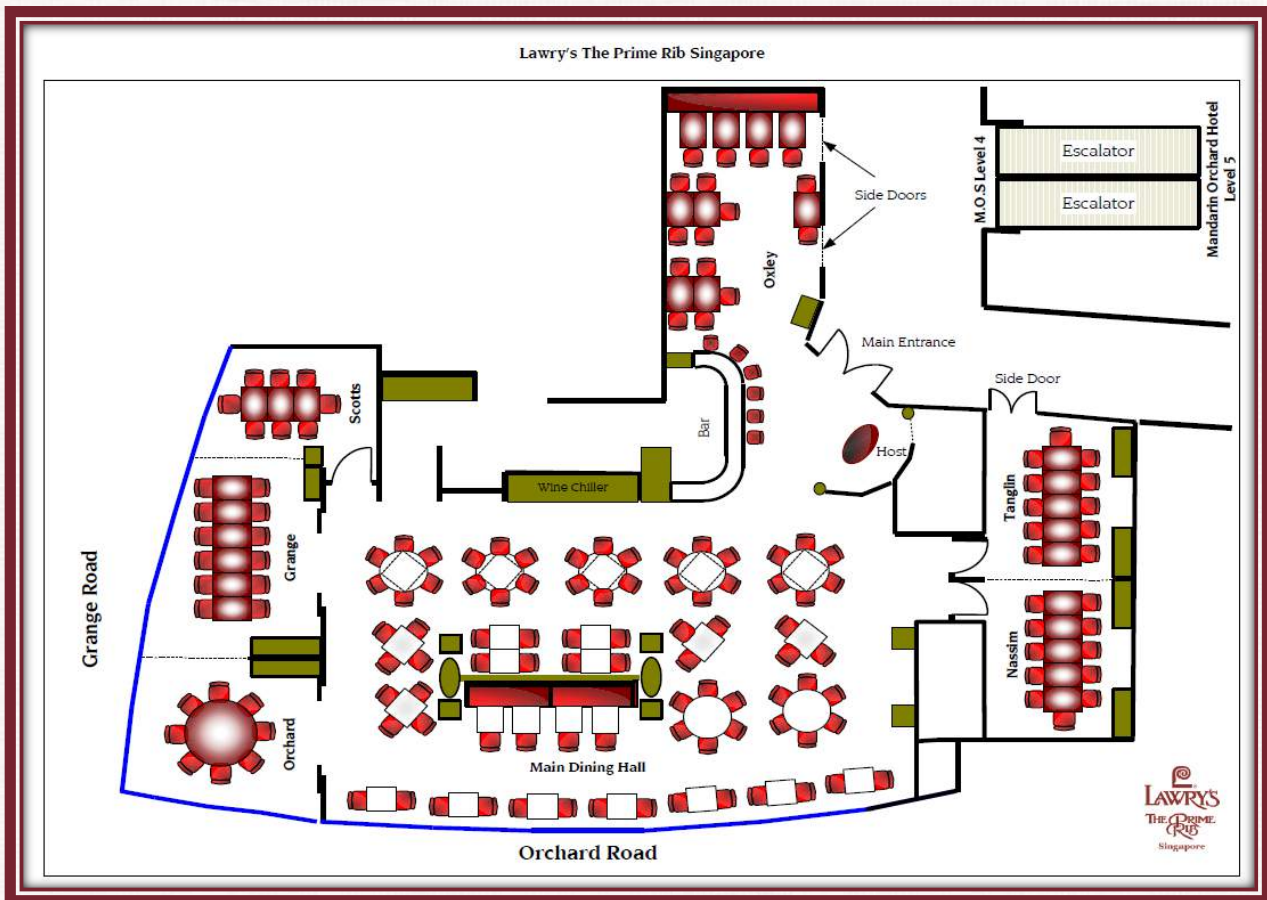 Lawry's The Prime Rib Singapore
Escalator
Escalator
M.O.S Level 4
Mandarin Orchard Hotel
Level 5
Side Doors
Oxley
Main Entrance
Side Door
Scotts
Bar
Host
Wine Chiller
Tanglin
Grange
Grange Road
Nassim
Orchard
Main Dining Hall
Orchard Road
LAWRY'S
THE PRIME
RIB
Singapore